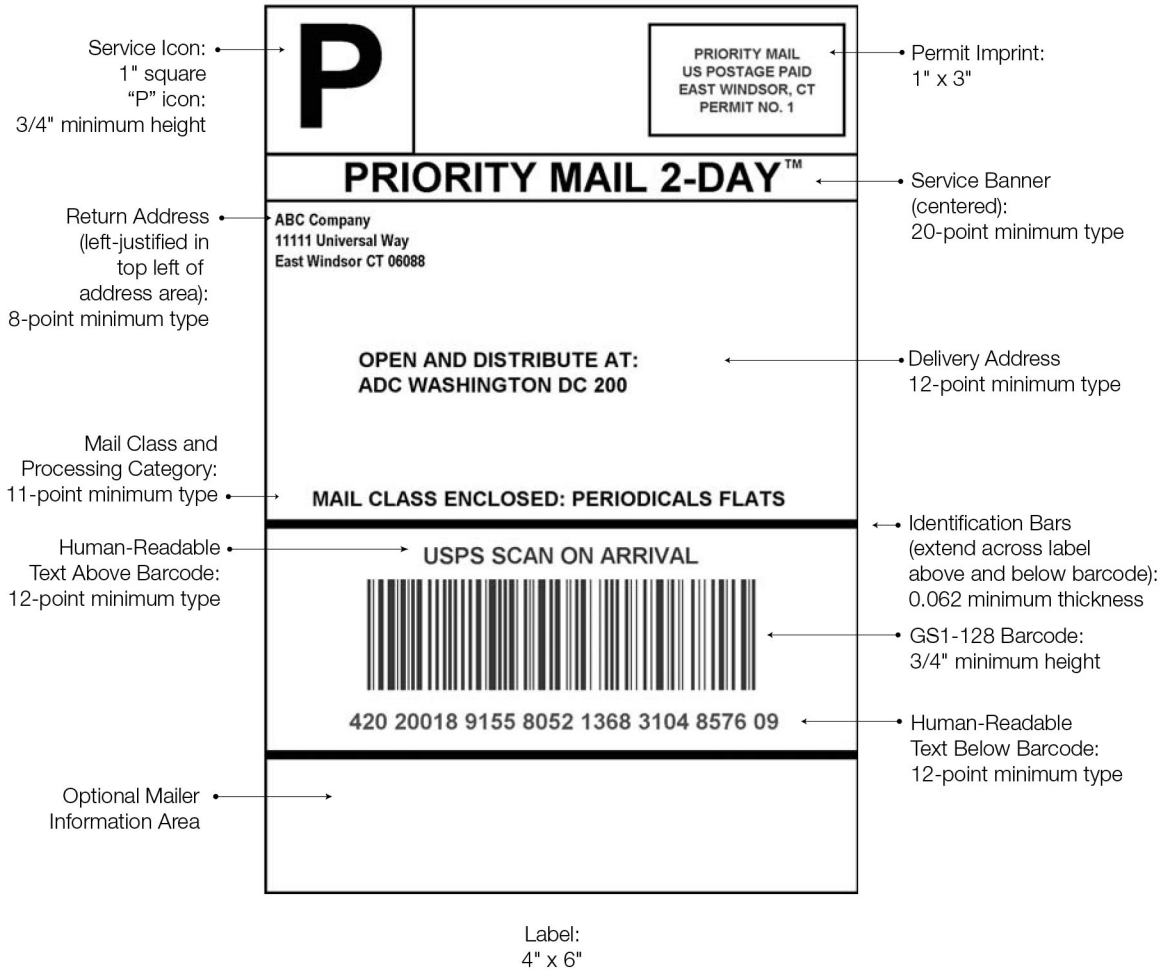 Service Icon:
1" square
“P” icon:
3/4" minimum height
P
PRIORITY MAIL
US POSTAGE PAID
EAST WINDSOR, CT
PERMIT NO. 1
Permit Imprint:
1" x 3"
PRIORITY MAIL 2-DAY™
Service Banner
(centered):
20-point minimum type
Return Address
(left-justified in
top left of
address area):
8-point minimum type
ABC Company
11111 Universal Way
East Windsor CT 06088
OPEN AND DISTRIBUTE AT:
ADC WASHINGTON DC 200
Delivery Address
12-point minimum type
Mail Class and
Processing Category:
11-point minimum type
MAIL CLASS ENCLOSED: PERIODICALS FLATS
Identification Bars
(extend across label
above and below barcode):
0.062 minimum thickness
Human-Readable
Text Above Barcode:
12-point minimum type
USPS SCAN ON ARRIVAL
GS1-128 Barcode:
3/4" minimum height
420 20018 9155 8052 1368 3104 8576 09
Human-Readable
Text Below Barcode:
12-point minimum type
Optional Mailer
Information Area
Label:
4" x 6"